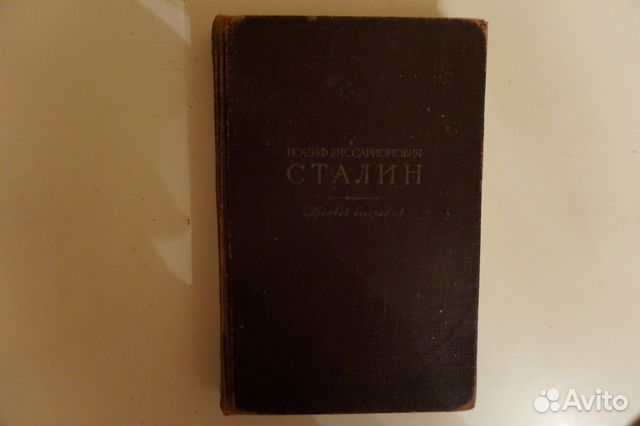 ИОСИФ ВИССАРИОНОВИЧ
СТАЛИН
Краткая биография
Avito